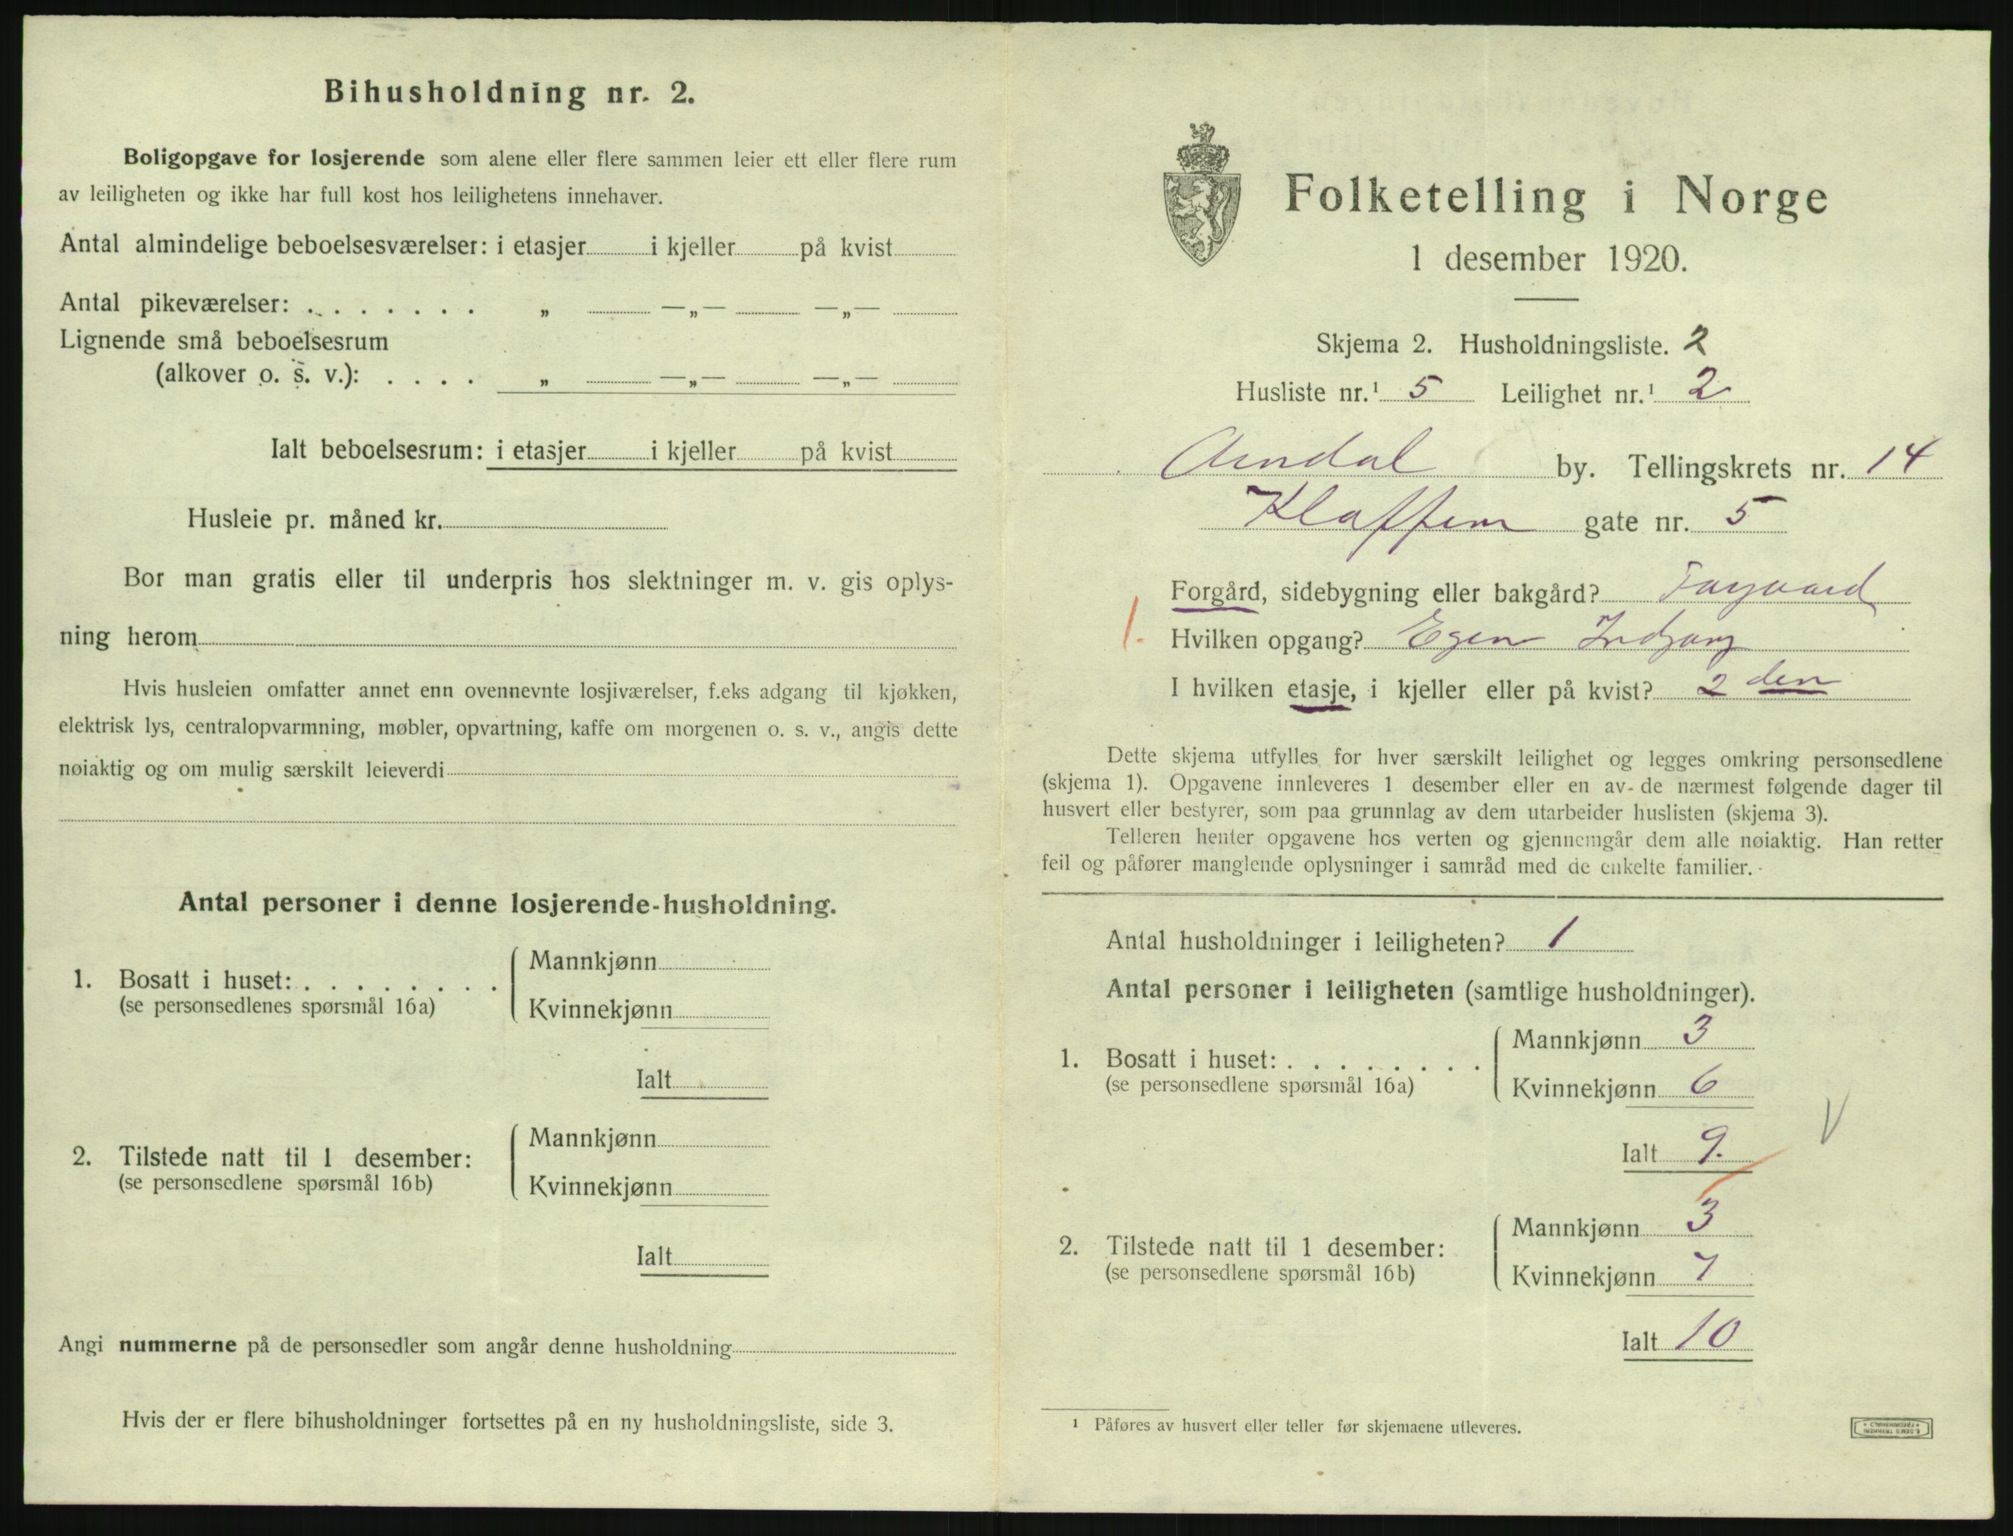 Bihusholdning nr. 2.
Boligopgave for losjerende som alene eller flere sammen leier ett eller flere rum
av leiligheten og ikke har full kost hos leilighetens innehaver.
Antal almindelige beboelsesværelser: i etasjer i kjeller på kvist
Antal pikeværelser: . . . . . . . „ —„— —„—
Lignende små beboelsesrum
(alkover o. s. v.): . . . . „ —„— —„—
Ialt beboelsesrum: i etasjer i kjeller på kvist
Husleie pr. måned kr.
Bor man gratis eller til underpris hos slektninger m. v. gis oplys-
ning herom
Hvis husleien omfatter annet enn ovennevnte losjiværelser, f.eks adgang til kjøkken,
elektrisk lys, centralopvarmning, møbler, opvartning, kaffe om morgenen o. s. v., angis dette
nøiaktig og om mulig særskilt leieverdi
Antal personer i denne losjerende-husholdning.
1. Bosatt i huset: . . . . . . . . Mannkjønn
(se personsedlenes spørsmål 16a) Kvinnekjønn
Ialt
2. Tilstede natt til 1 desember: Mannkjønn
(se personsedlene spørsmål 16b) Kvinnekjønn
Ialt
Angi nummerne på de personsedler som angår denne husholdning
Hvis der er flere bihusholdninger fortsettes på en ny husholdningsliste, side 3.
Folketelling i Norge
1 desember 1920.
Skjema 2. Husholdningsliste. 2
Husliste nr.¹ 5 Leilighet nr.¹ 2
Arndal by. Tellingskrets nr. 14
Kløffem gate nr. 5
Forgård, sidebygning eller bakgård? Forgaard
1. Hvilken opgang? Egen Indgang
I hvilken etasje, i kjeller eller på kvist? 2 den
Dette skjema utfylles for hver særskilt leilighet og legges omkring personsedlene
(skjema 1). Opgavene innleveres 1 desember eller en av de nærmest følgende dager til
husvert eller bestyrer, som paa grunnlag av dem utarbeider huslisten (skjema 3).
Telleren henter opgavene hos verten og gjennemgår dem alle nøiaktig. Han retter
feil og påfører manglende oplysninger i samråd med de enkelte familier.
Antal husholdninger i leiligheten? 1
Antal personer i leiligheten (samtlige husholdninger).
1. Bosatt i huset: . . . . . . . . Mannkjønn 3
(se personsedlene spørsmål 16a) Kvinnekjønn 6
Ialt 9.
2. Tilstede natt til 1 desember: Mannkjønn 3
(se personsedlene spørsmål 16b) Kvinnekjønn 7
Ialt 10
¹ Påføres av husvert eller teller før skjemaene utleveres.